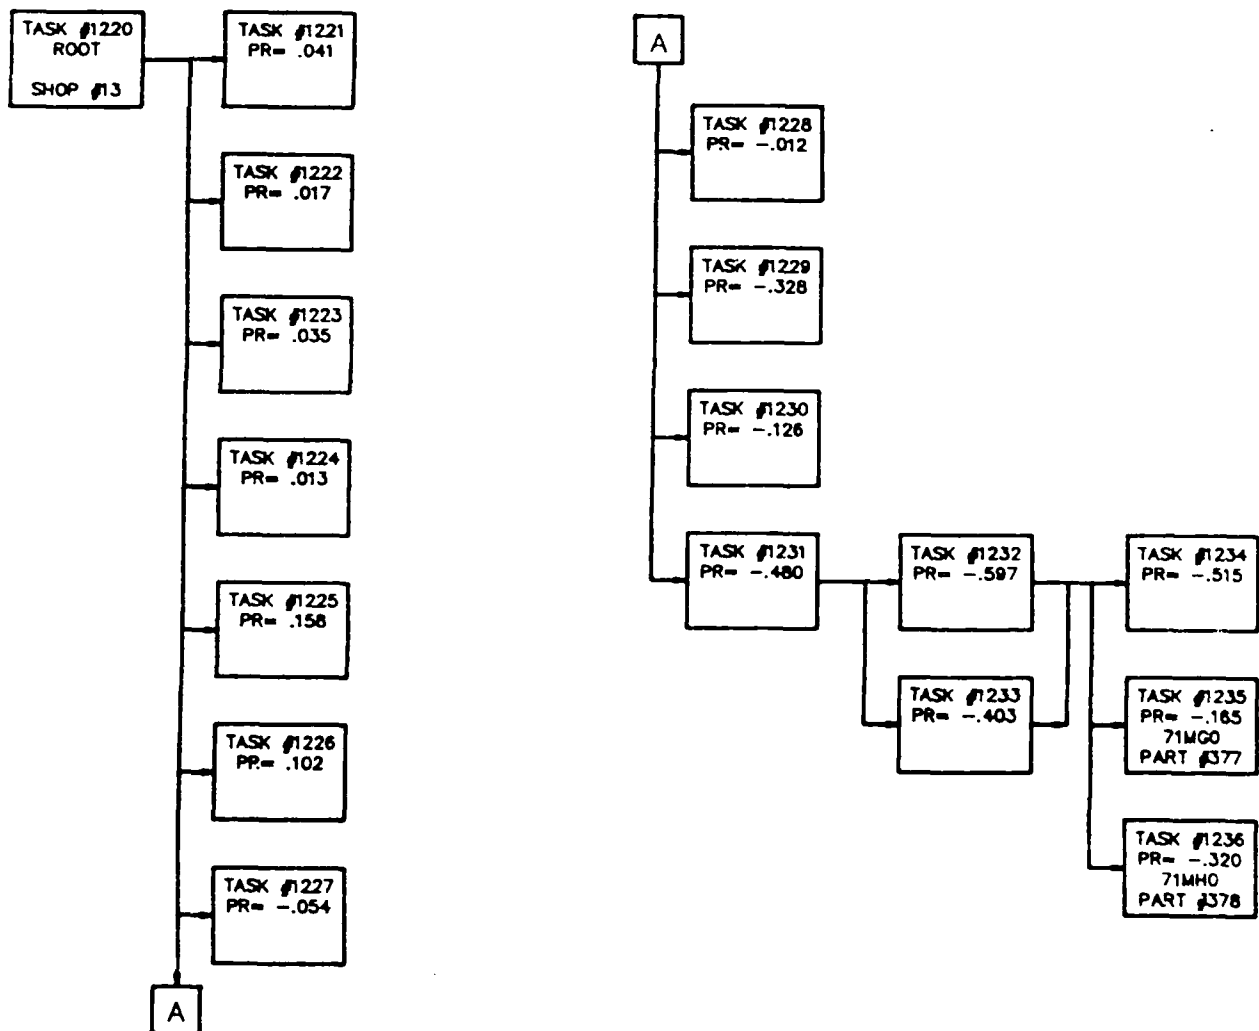 TASK #1220
ROOT
SHOP #13
TASK #1221
PR= .041
TASK #1222
PR= .017
TASK #1223
PR= .035
TASK #1224
PR= .013
TASK #1225
PR= .158
TASK #1226
PR= .102
TASK #1227
PR= -.054
A
A
TASK #1228
PR= -.012
TASK #1229
PR= -.328
TASK #1230
PR= -.126
TASK #1231
PR= -.480
TASK #1232
PR= -.597
TASK #1233
PR= -.403
TASK #1234
PR= -.515
TASK #1235
PR= -.165
71MG0
PART #377
TASK #1236
PR= -.320
71MH0
PART #378